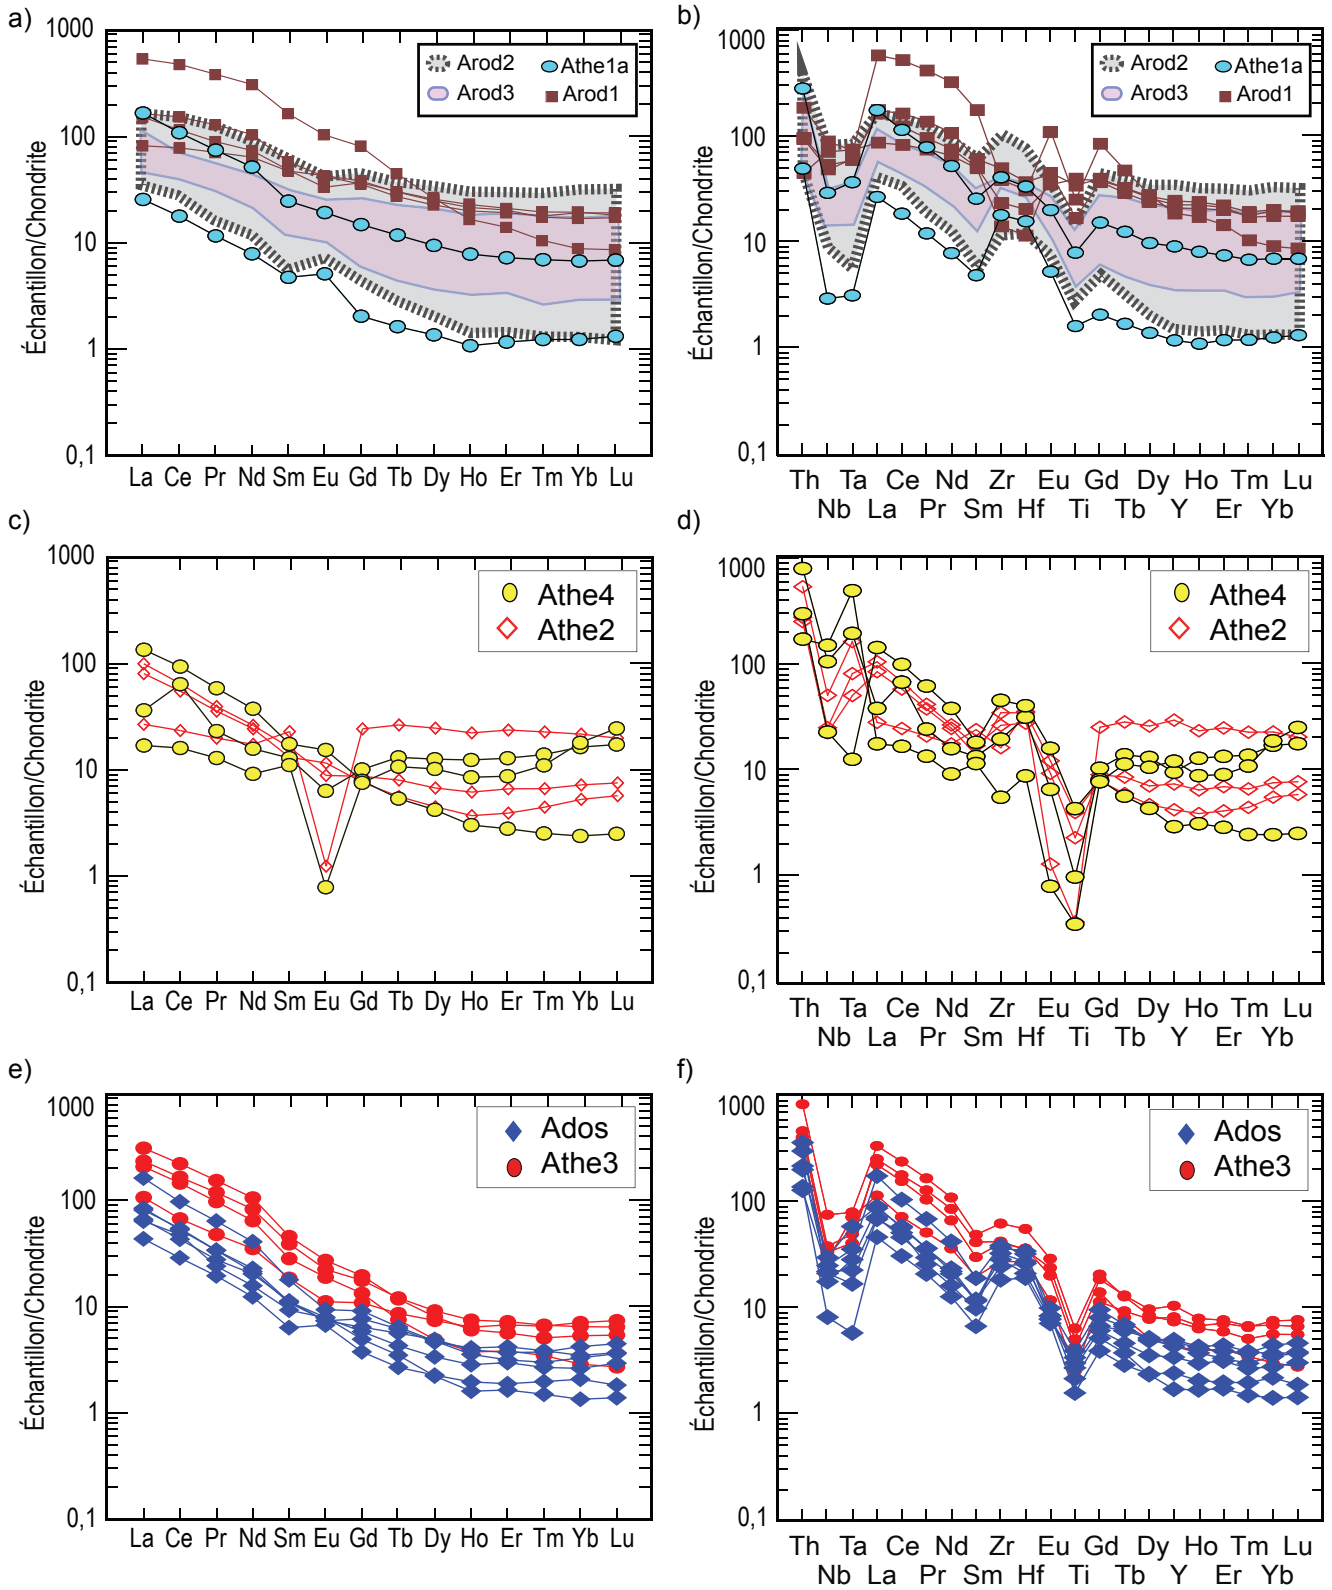 a)
1000
100
10
1
0,1
Échantillon/Chondrite
Arod2
Athe1a
Arod3
Arod1
La Ce Pr Nd Sm Eu Gd Tb Dy Ho Er Tm Yb Lu
b)
1000
100
10
1
0,1
Échantillon/Chondrite
Arod2
Athe1a
Arod3
Arod1
Th Ta Ce Nd Zr Eu Gd Dy Ho Tm Lu
Nb La Pr Sm Hf Ti Tb Y Er Yb
c)
1000
100
10
1
0,1
Échantillon/Chondrite
Athe4
Athe2
La Ce Pr Nd Sm Eu Gd Tb Dy Ho Er Tm Yb Lu
d)
1000
100
10
1
0,1
Échantillon/Chondrite
Athe4
Athe2
Th Ta Ce Nd Zr Eu Gd Dy Ho Tm Lu
Nb La Pr Sm Hf Ti Tb Y Er Yb
e)
1000
100
10
1
0,1
Échantillon/Chondrite
Ados
Athe3
La Ce Pr Nd Sm Eu Gd Tb Dy Ho Er Tm Yb Lu
f)
1000
100
10
1
0,1
Échantillon/Chondrite
Ados
Athe3
Th Ta Ce Nd Zr Eu Gd Dy Ho Tm Lu
Nb La Pr Sm Hf Ti Tb Y Er Yb